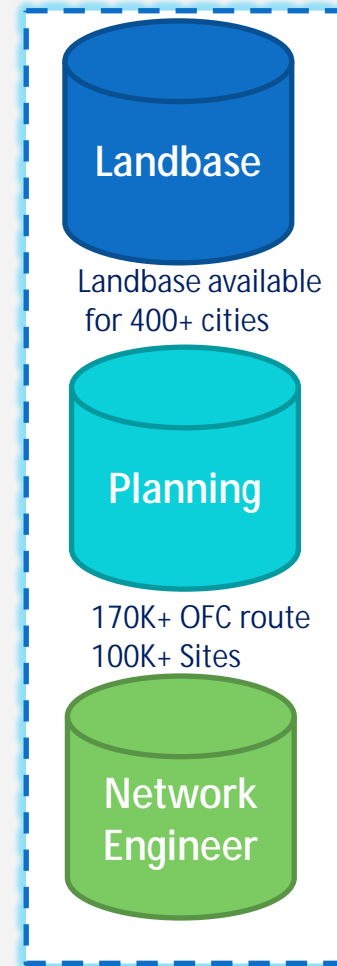 Landbase
Landbase available
for 400+ cities
Planning
170K+ OFC route
100K+ Sites
Network
Engineer